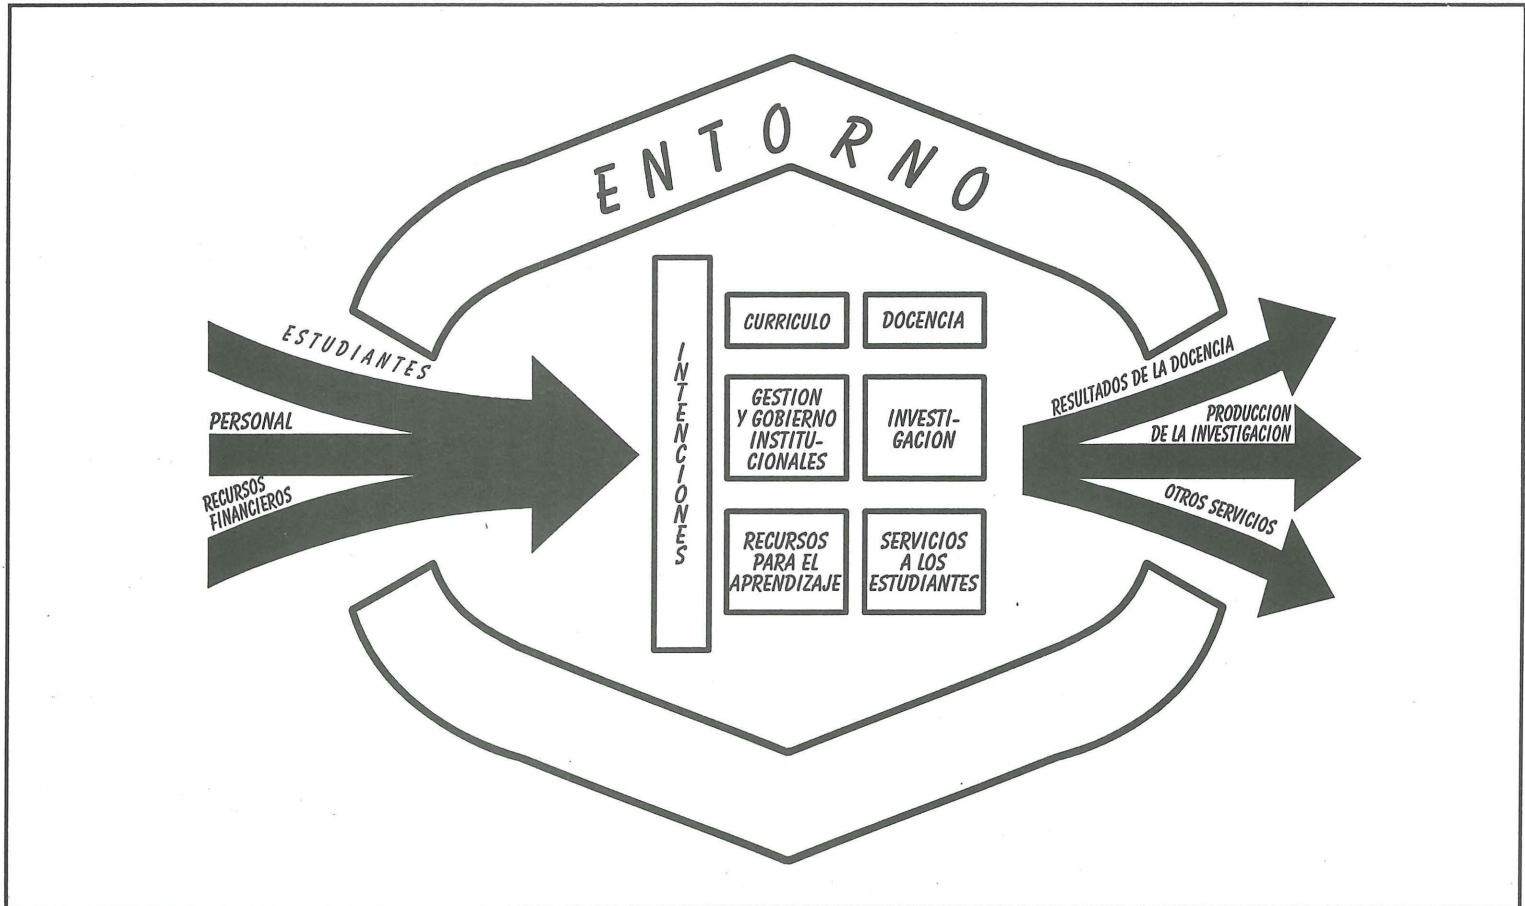 ENTORNO
ESTUDIANTES
PERSONAL
RECURSOS
FINANCIEROS
INTENCIONES
CURRICULO
DOCENCIA
GESTION
Y GOBIERNO
INSTITU-
CIONALES
INVESTI-
GACION
RECURSOS
PARA EL
APRENDIZAJE
SERVICIOS
A LOS
ESTUDIANTES
RESULTADOS DE LA DOCENCIA
PRODUCCION
DE LA INVESTIGACION
OTROS SERVICIOS